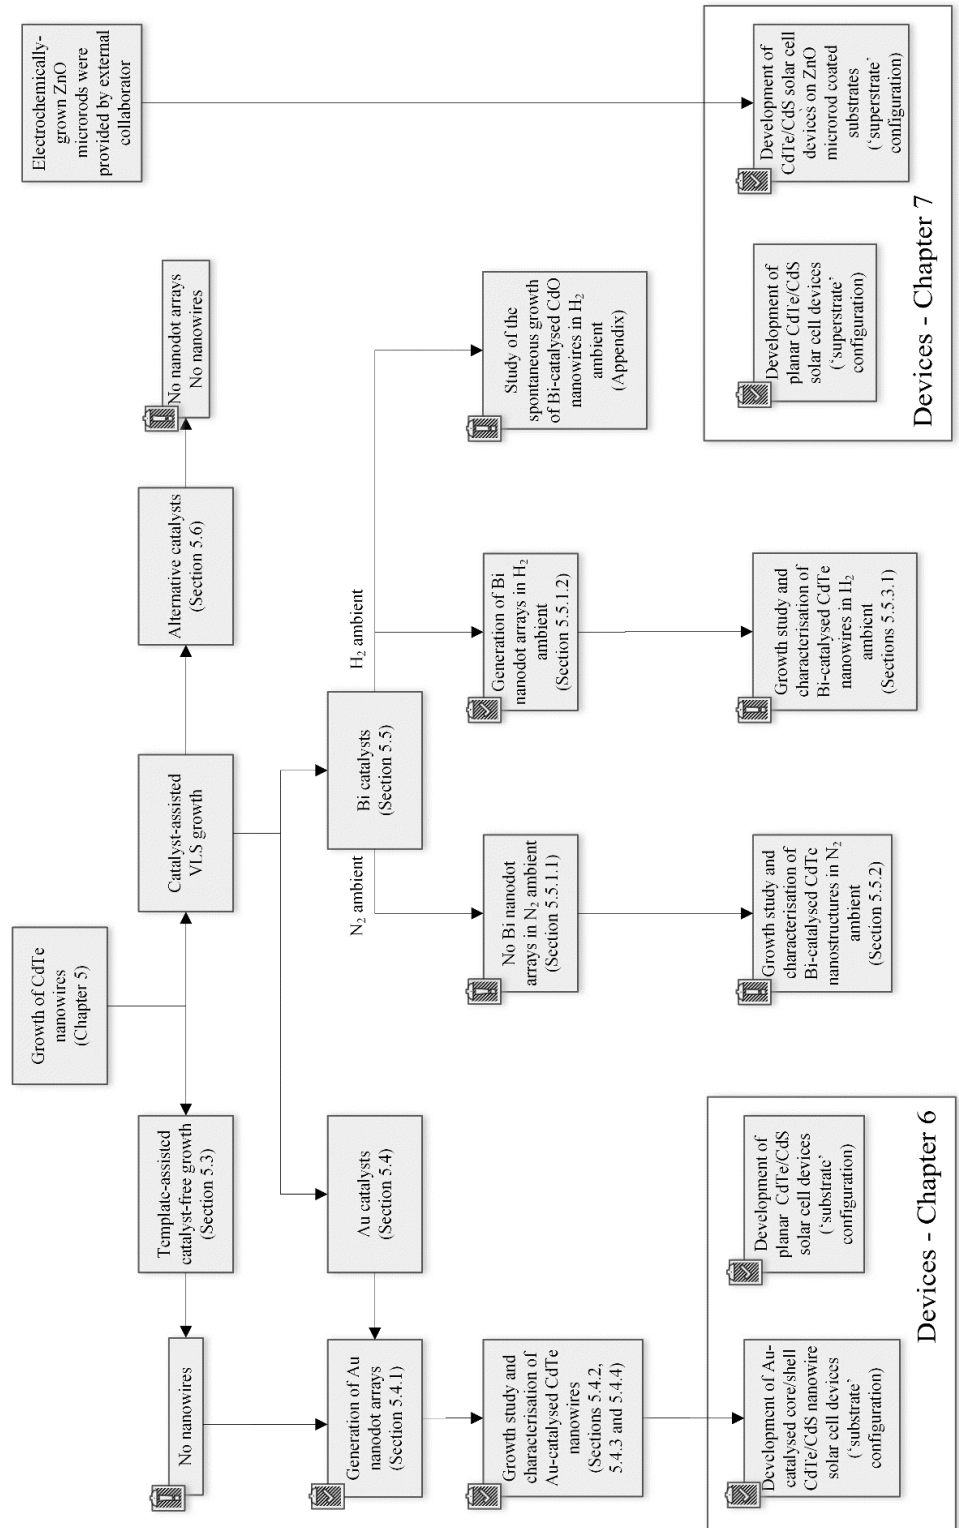 Growth of CdTe
nanowires
(Chapter 5)
Template-assisted
catalyst-free growth
(Section 5.3)
Catalyst-assisted
VLS growth
Alternative catalysts
(Section 5.6)
No nanodot arrays
No nanowires
Electrochemically-
grown ZnO
microrods were
provided by external
collaborator
No nanowires
Au catalysts
(Section 5.4)
N2 ambient
Bi catalysts
(Section 5.5)
H2 ambient
Generation of Au
nanodot arrays
(Section 5.4.1)
Growth study and
characterisation of
Au-catalysed CdTe
nanowires
(Sections 5.4.2,
5.4.3 and 5.4.4)
No Bi nanodot
arrays in N2 ambient
(Section 5.5.1.1)
Generation of Bi
nanodot arrays in H2
ambient
(Section 5.5.1.2)
Study of the
spontaneous growth
of Bi-catalysed CdO
nanowires in H2
ambient
(Appendix)
Development of Au-
catalysed core/shell
CdTe/CdS nanowire
solar cell devices
(‘substrate’
configuration)
Development of
planar CdTe/CdS
solar cell devices
(‘substrate’
configuration)
Devices - Chapter 6
Growth study and
characterisation of
Bi-catalysed CdTe
nanostructures in N2
ambient
(Section 5.5.2)
Growth study and
characterisation of
Bi-catalysed CdTe
nanowires in H2
ambient
(Sections 5.5.3.1)
Development of
planar CdTe/CdS
solar cell devices
(‘superstrate’
configuration)
Development of
CdTe/CdS solar cell
devices on ZnO
microrod coated
substrates
(‘superstrate’
configuration)
Devices - Chapter 7